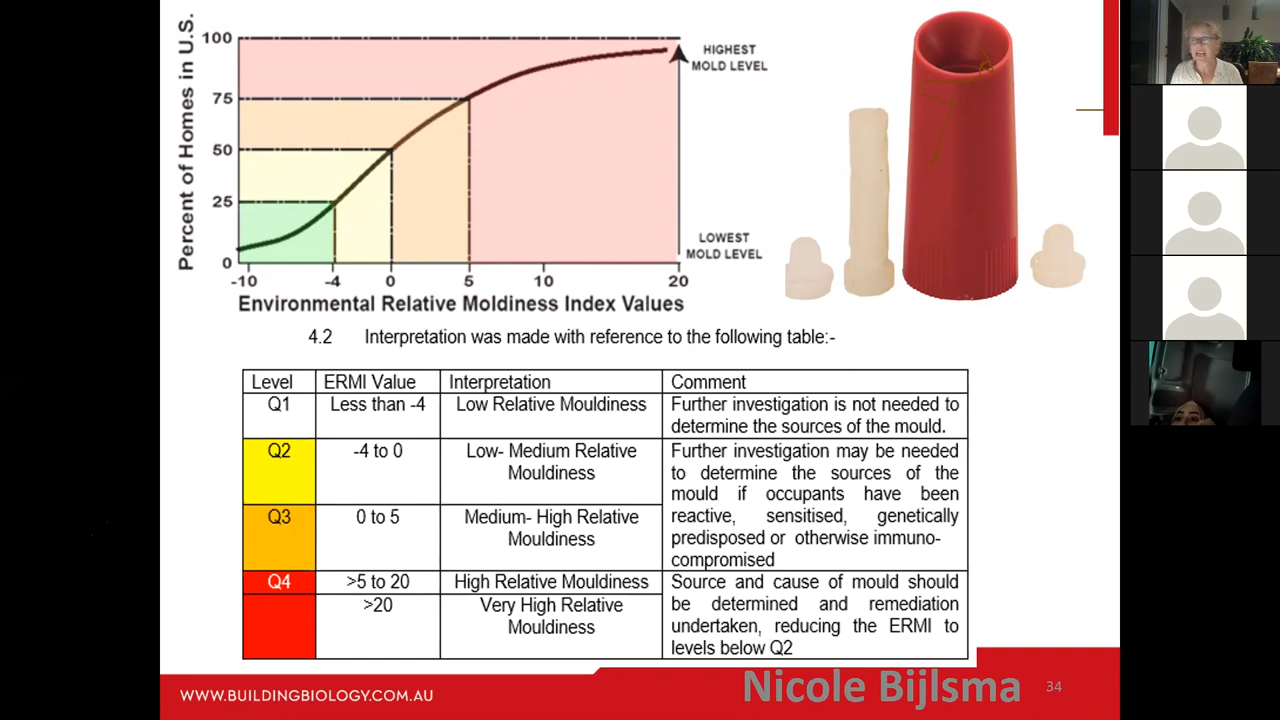 Percent of Homes in U.S.
100
75
50
25
0
HIGHEST
MOLD LEVEL
LOWEST
MOLD LEVEL
-10 -4 0 5 10 20
Environmental Relative Moldiness Index Values
4.2 Interpretation was made with reference to the following table:-
Level ERMI Value Interpretation Comment
Q1 Less than -4 Low Relative Mouldiness Further investigation is not needed to
determine the sources of the mould.
Q2 -4 to 0 Low- Medium Relative
Mouldiness
Further investigation may be needed
to determine the sources of the
mould if occupants have been
reactive, sensitised, genetically
predisposed or otherwise immuno-
compromised
Q3 0 to 5 Medium- High Relative
Mouldiness
Q4 >5 to 20 High Relative Mouldiness
>20 Very High Relative
Mouldiness
Source and cause of mould should
be determined and remediation
undertaken, reducing the ERMI to
levels below Q2
WWW.BUILDINGBIOLOGY.COM.AU
Nicole Bijlsma
34